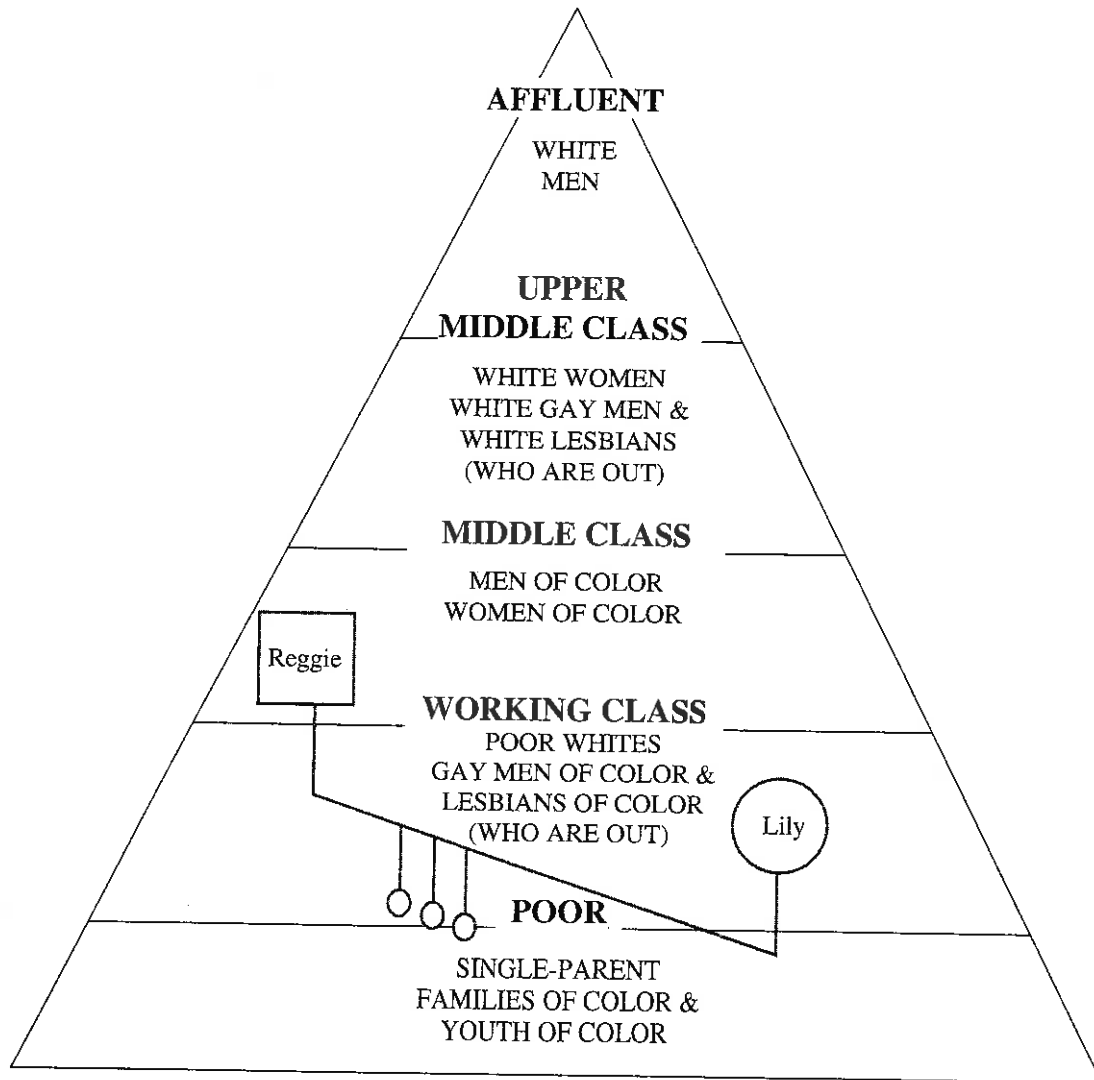 AFFLUENT
WHITE
MEN
UPPER
MIDDLE CLASS
WHITE WOMEN
WHITE GAY MEN &
WHITE LESBIANS
(WHO ARE OUT)
MIDDLE CLASS
MEN OF COLOR
WOMEN OF COLOR
Reggie
WORKING CLASS
POOR WHITES
GAY MEN OF COLOR &
LESBIANS OF COLOR
(WHO ARE OUT)
Lily
POOR
SINGLE-PARENT
FAMILIES OF COLOR &
YOUTH OF COLOR